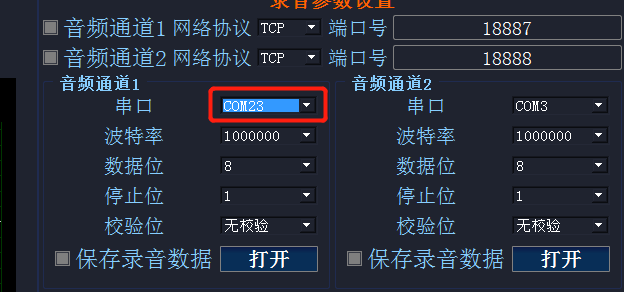 录音参数设置
音频通道1 网络协议 TCP 端口号 18887
音频通道2 网络协议 TCP 端口号 18888
音频通道1
串口 COM23
波特率 1000000
数据位 8
停止位 1
校验位 无校验
保存录音数据 打开
音频通道2
串口 COM3
波特率 1000000
数据位 8
停止位 1
校验位 无校验
保存录音数据 打开